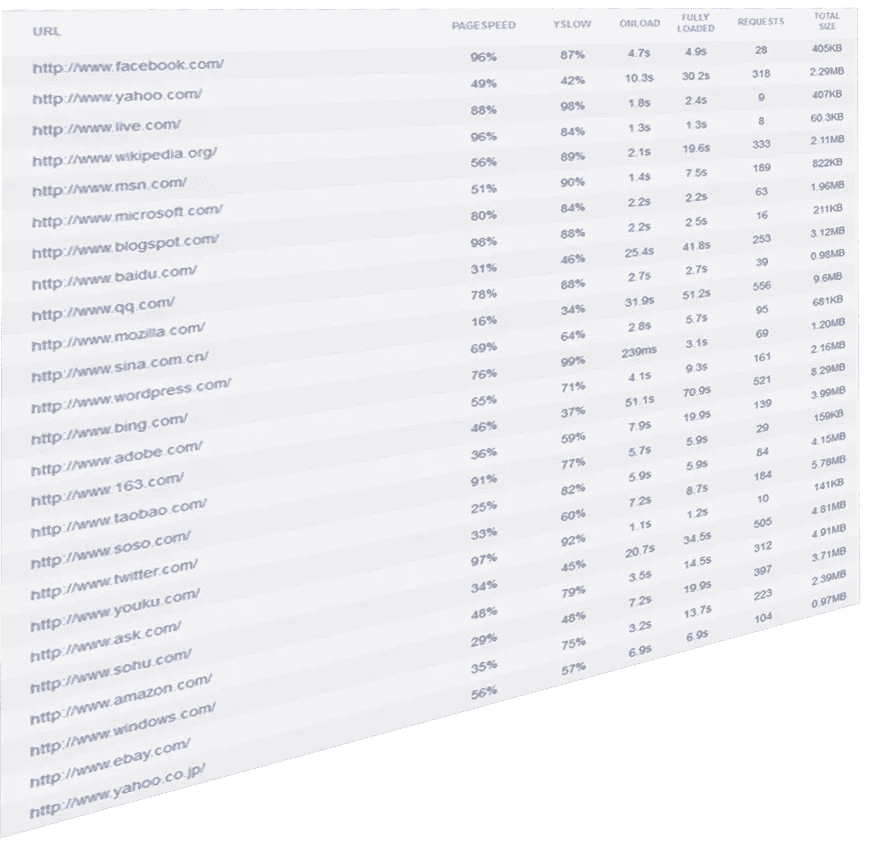 URL PAGESPEED YSLOW ONLOAD FULLY LOADED REQUESTS TOTAL SIZE
http://www.facebook.com/ 96% 87% 4.7s 4.9s 28 405KB
http://www.yahoo.com/ 49% 42% 10.3s 30.2s 318 2.29MB
http://www.live.com/ 88% 98% 1.8s 2.4s 9 407KB
http://www.wikipedia.org/ 96% 84% 1.3s 1.3s 8 60.3KB
http://www.msn.com/ 56% 89% 2.1s 19.6s 333 2.11MB
http://www.microsoft.com/ 51% 90% 1.4s 7.5s 189 822KB
http://www.blogspot.com/ 80% 84% 2.2s 2.2s 63 1.96MB
http://www.baidu.com/ 98% 88% 2.2s 2.5s 16 211KB
http://www.qq.com/ 31% 46% 25.4s 41.8s 253 3.12MB
http://www.mozilla.com/ 78% 88% 2.7s 2.7s 39 0.98MB
http://www.sina.com.cn/ 16% 34% 31.9s 51.2s 556 9.6MB
http://www.wordpress.com/ 69% 64% 2.8s 5.7s 95 681KB
http://www.bing.com/ 76% 99% 239ms 3.1s 69 1.20MB
http://www.adobe.com/ 55% 71% 4.1s 9.3s 161 2.16MB
http://www.163.com/ 46% 37% 51.1s 70.9s 521 8.29MB
http://www.taobao.com/ 36% 59% 7.9s 19.9s 139 3.99MB
http://www.soso.com/ 91% 77% 5.7s 5.9s 29 159KB
http://www.twitter.com/ 25% 82% 5.9s 5.9s 84 4.15MB
http://www.youku.com/ 33% 60% 7.2s 8.7s 184 5.78MB
http://www.ask.com/ 97% 92% 1.1s 1.2s 10 141KB
http://www.sohu.com/ 34% 45% 20.7s 34.5s 505 4.81MB
http://www.amazon.com/ 48% 79% 3.5s 14.5s 312 4.91MB
http://www.windows.com/ 29% 48% 7.2s 19.9s 397 3.71MB
http://www.ebay.com/ 35% 75% 3.2s 13.7s 223 2.39MB
http://www.yahoo.co.jp/ 56% 57% 6.9s 6.9s 104 0.97MB